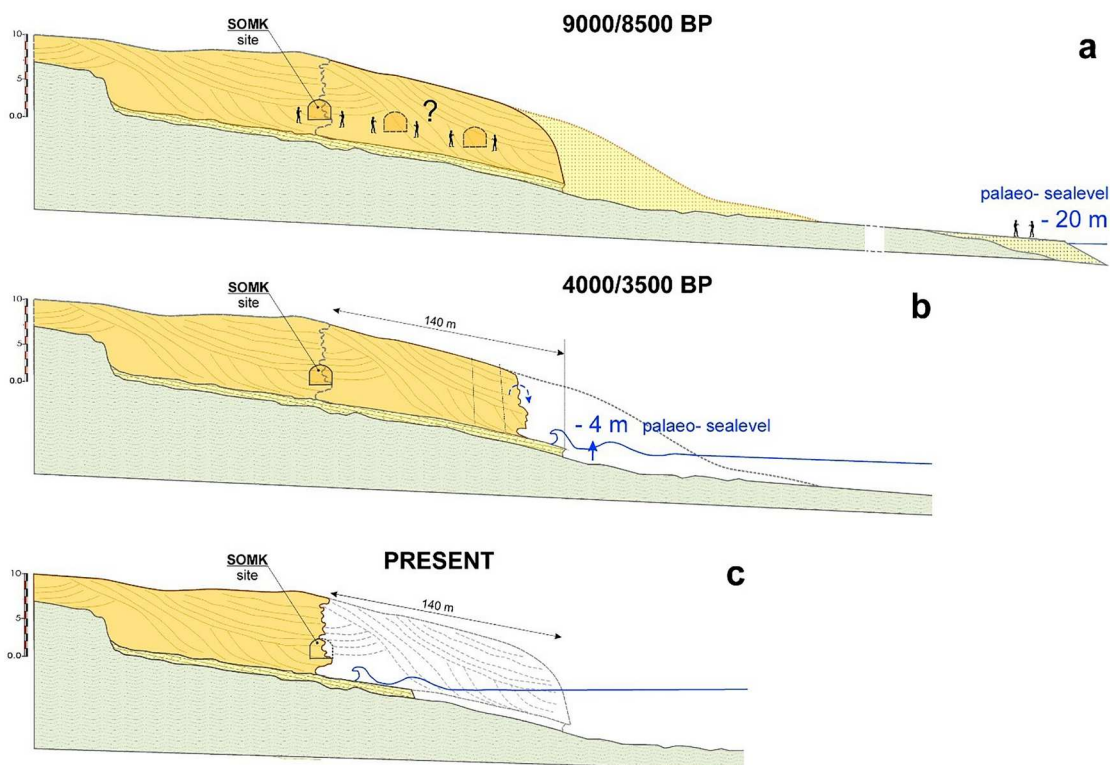 9000/8500 BP
a
SOMK
site
10
5
0.0
?
palaeo- sealevel
- 20 m
4000/3500 BP
b
SOMK
site
10
5
0.0
140 m
- 4 m palaeo- sealevel
PRESENT
c
SOMK
site
10
5
0.0
140 m